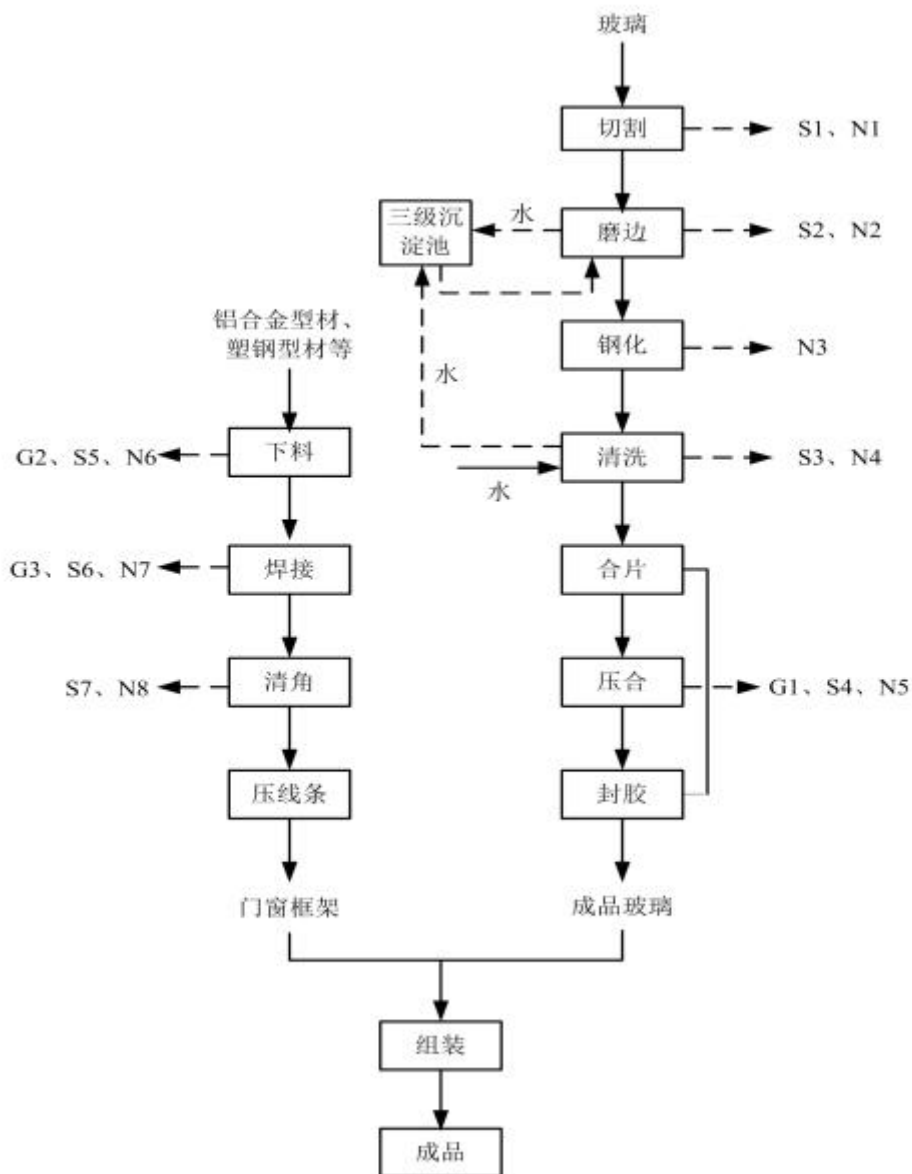 玻璃
切割
S1、N1
三级沉
淀池
水
磨边
S2、N2
铝合金型材、
塑钢型材等
钢化
N3
水
G2、S5、N6
下料
清洗
S3、N4
水
G3、S6、N7
焊接
合片
S7、N8
清角
压合
G1、S4、N5
压线条
封胶
门窗框架
成品玻璃
组装
成品